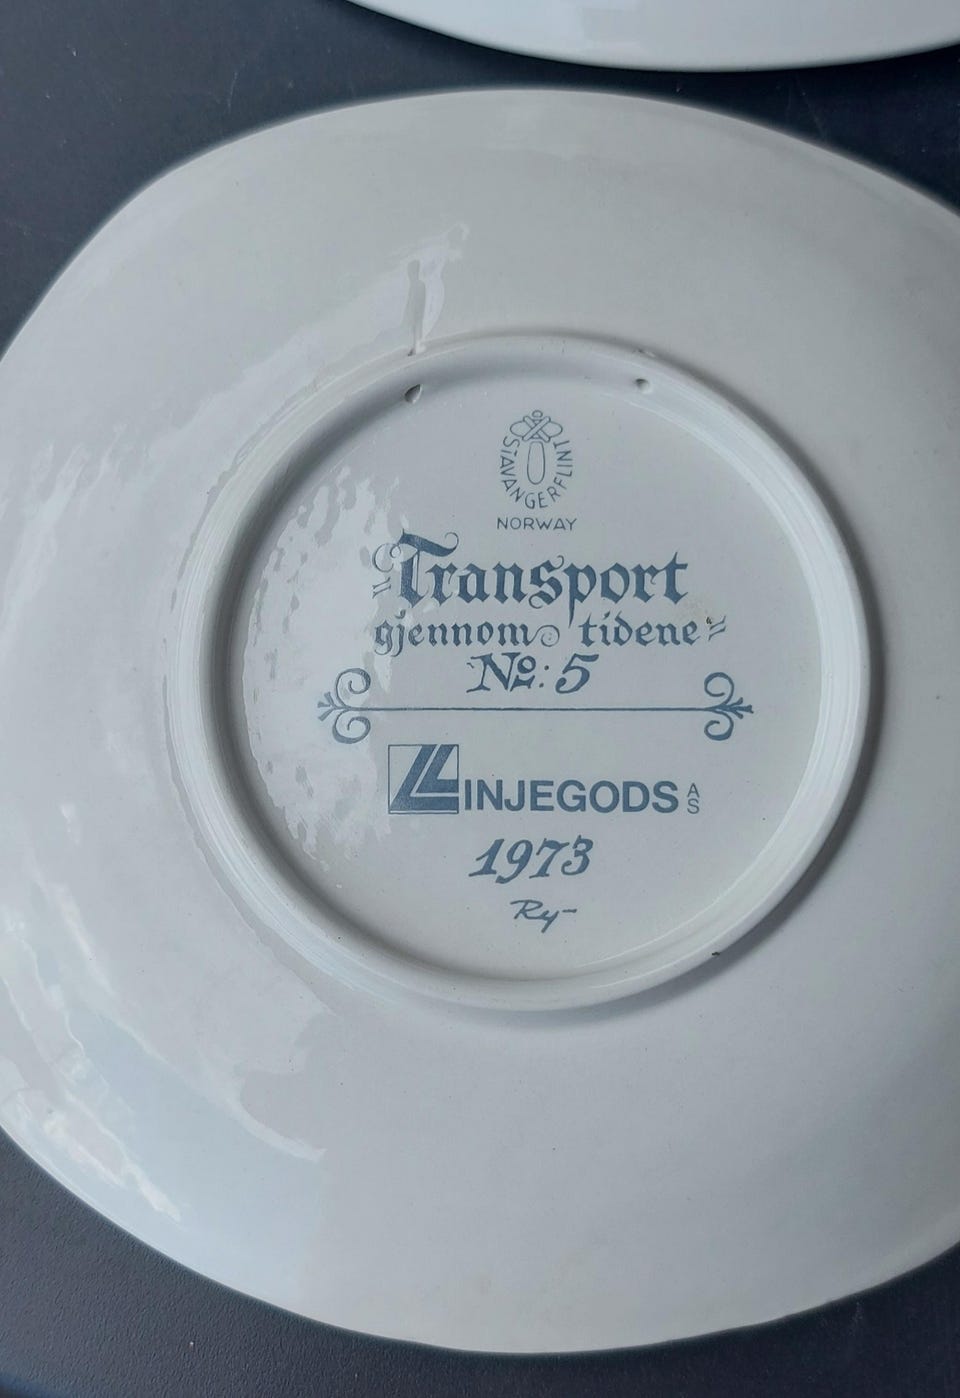 STAVANGERFLINT
NORWAY
"Transport
gjennom tidene"
No: 5
LINJEGODS AS
1973
Ry-